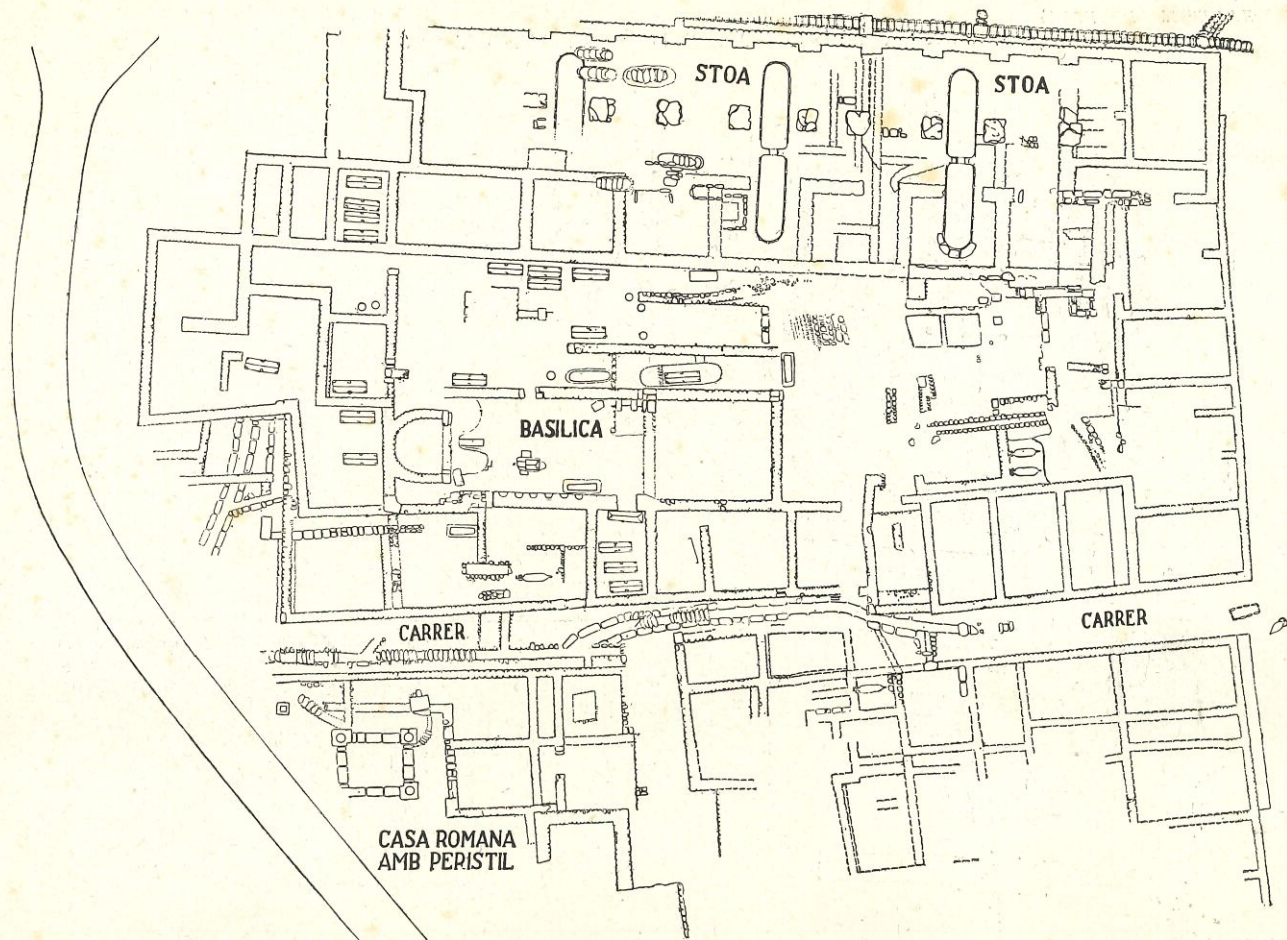 STOA
STOA
BASILICA
CARRER
CARRER
CASA ROMANA
AMB PERISTIL